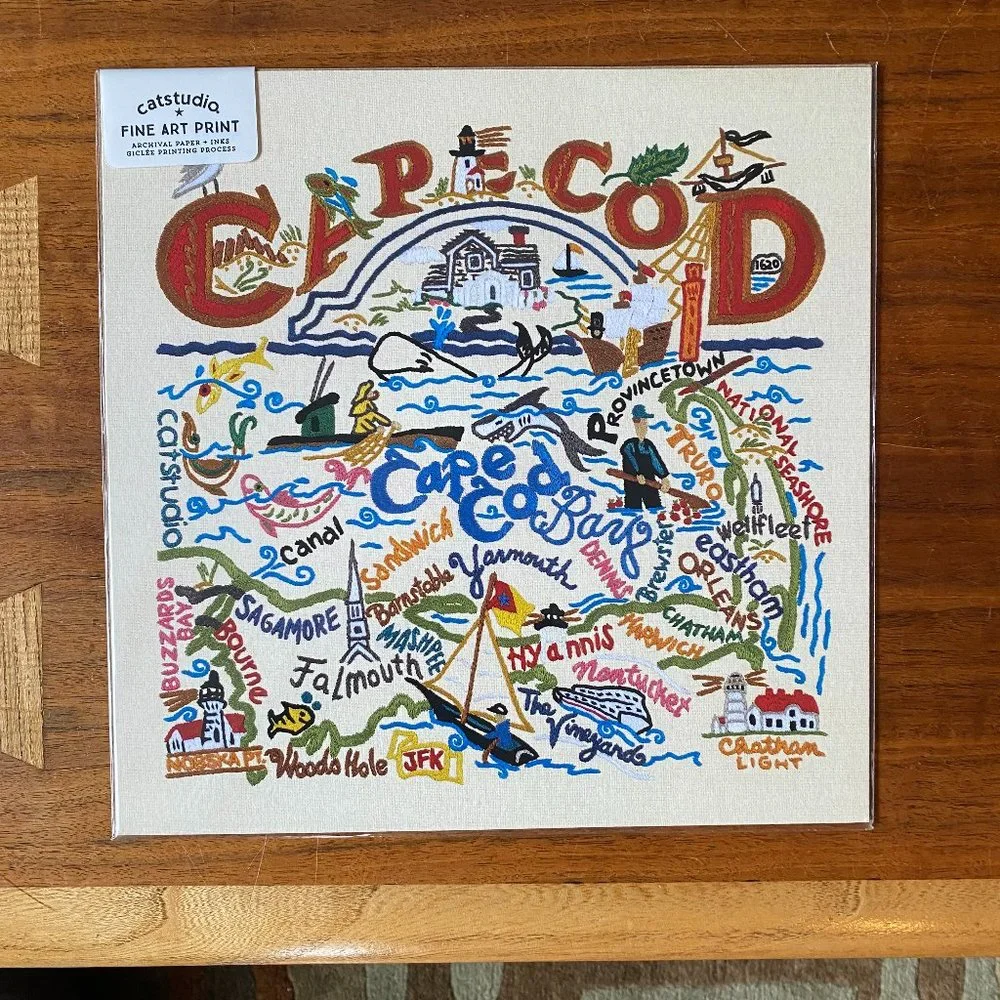 catstudio
FINE ART PRINT
ARCHIVAL PAPER + INKS
GICLÉE PRINTING PROCESS
CAPE COD
1620
PROVINCETOWN
NATIONAL SEASHORE
TRURO
catstudio
Cape Cod Bay
wellfleet
canal
Sandwich
Yarmouth
DENNIS
Brewster
eastham
ORLEANS
Barnstable
SAGAMORE
BUZZARDS BAY
Bourne
MASHPEE
CHATHAM
HARWICH
HYannis
Falmouth
Nantucket
The Vineyard
NOBSKA PT.
Woods Hole
JFK
Chatham
LIGHT